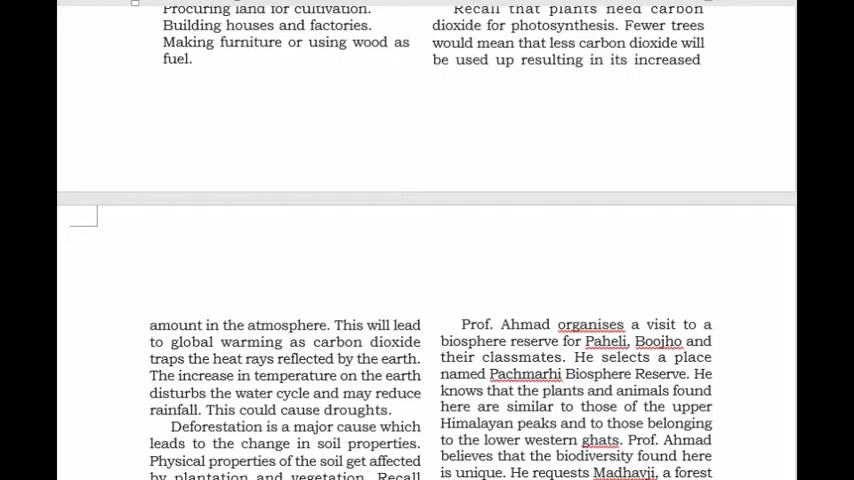 Procuring land for cultivation.
Building houses and factories.
Making furniture or using wood as
fuel.
Recall that plants need carbon
dioxide for photosynthesis. Fewer trees
would mean that less carbon dioxide will
be used up resulting in its increased
amount in the atmosphere. This will lead
to global warming as carbon dioxide
traps the heat rays reflected by the earth.
The increase in temperature on the earth
disturbs the water cycle and may reduce
rainfall. This could cause droughts.
Deforestation is a major cause which
leads to the change in soil properties.
Physical properties of the soil get affected
by plantation and vegetation. Recall
Prof. Ahmad organises a visit to a
biosphere reserve for Paheli, Boojho and
their classmates. He selects a place
named Pachmarhi Biosphere Reserve. He
knows that the plants and animals found
here are similar to those of the upper
Himalayan peaks and to those belonging
to the lower western ghats. Prof. Ahmad
believes that the biodiversity found here
is unique. He requests Madhavji, a forest